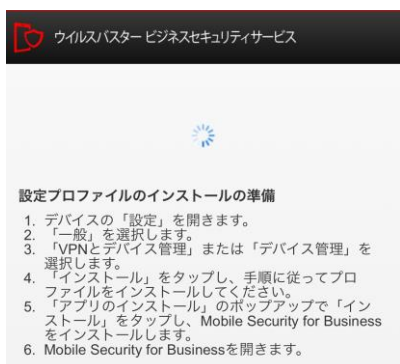 ウイルスバスター ビジネスセキュリティサービス
設定プロファイルのインストールの準備
1. デバイスの「設定」を開きます。
2. 「一般」を選択します。
3. 「VPNとデバイス管理」または「デバイス管理」を
選択します。
4. 「インストール」をタップし、手順に従ってプロ
ファイルをインストールしてください。
5. 「アプリのインストール」のポップアップで「イン
ストール」をタップし、Mobile Security for Business
をインストールします。
6. Mobile Security for Businessを開きます。